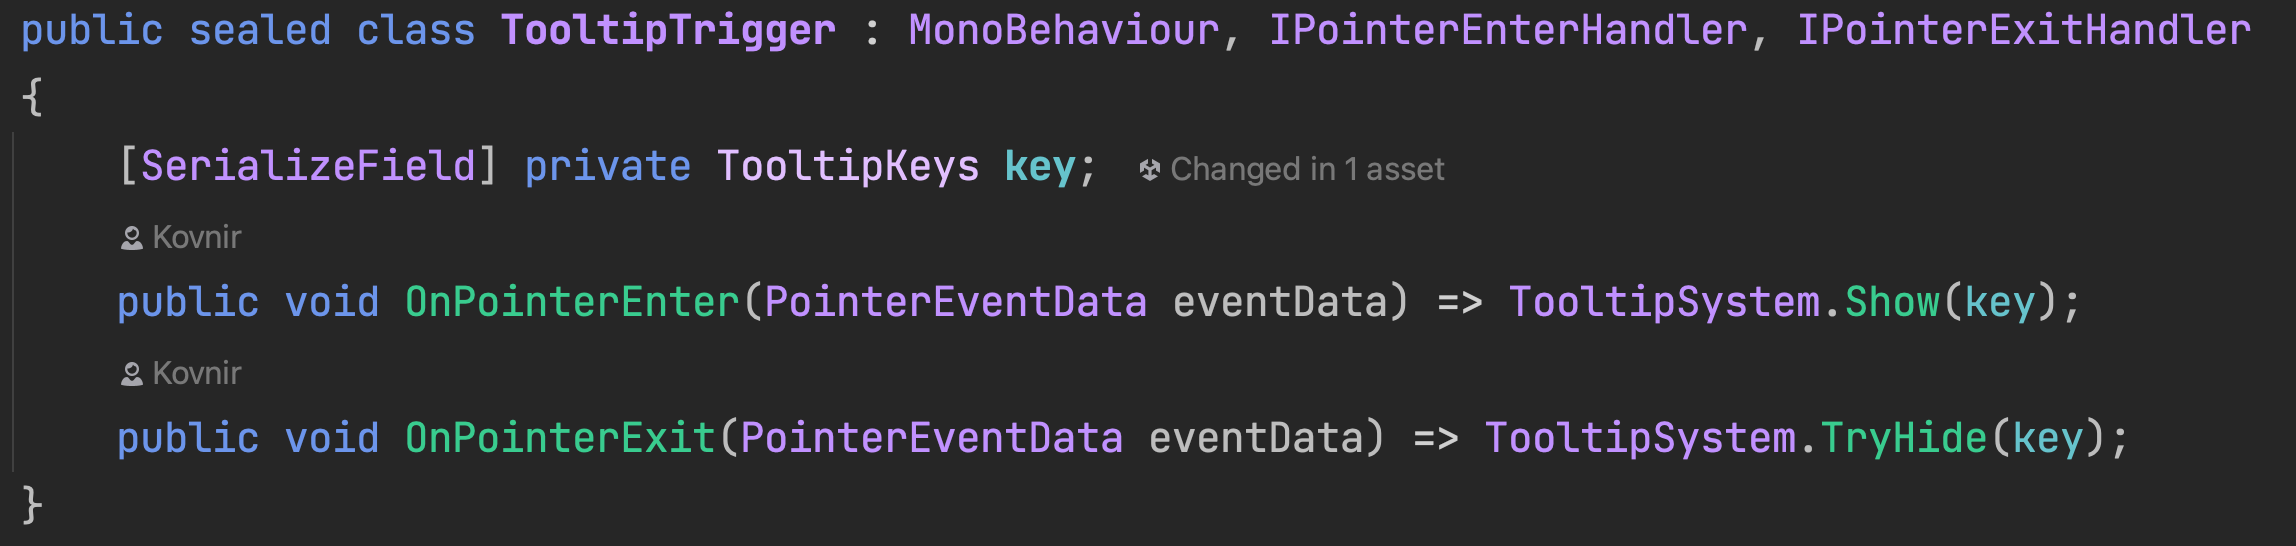 public sealed class TooltipTrigger : MonoBehaviour, IPointerEnterHandler, IPointerExitHandler
{
[SerializeField] private TooltipKeys key; Changed in 1 asset
Kovnir
public void OnPointerEnter(PointerEventData eventData) => TooltipSystem.Show(key);
Kovnir
public void OnPointerExit(PointerEventData eventData) => TooltipSystem.TryHide(key);
}